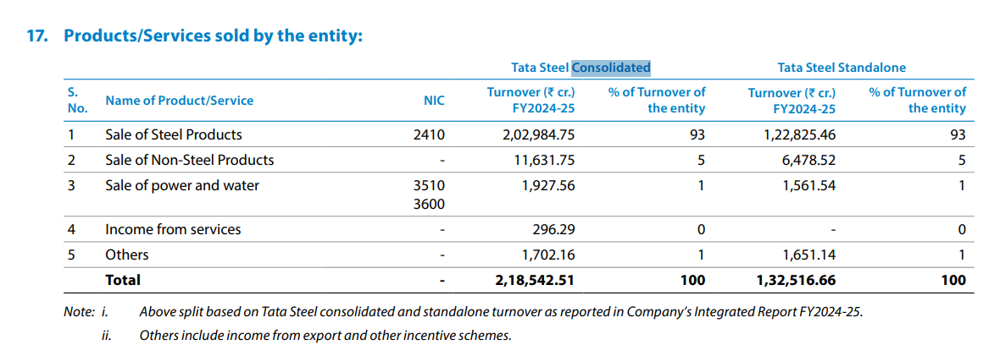 17. Products/Services sold by the entity:
Tata Steel Consolidated Tata Steel Standalone
S. No. Name of Product/Service NIC Turnover (₹ cr.) FY2024-25 % of Turnover of the entity Turnover (₹ cr.) FY2024-25 % of Turnover of the entity
1 Sale of Steel Products 2410 2,02,984.75 93 1,22,825.46 93
2 Sale of Non-Steel Products - 11,631.75 5 6,478.52 5
3 Sale of power and water 3510 1,927.56 1 1,561.54 1
3600
4 Income from services - 296.29 0 - 0
5 Others - 1,702.16 1 1,651.14 1
Total - 2,18,542.51 100 1,32,516.66 100
Note: i. Above split based on Tata Steel consolidated and standalone turnover as reported in Company's Integrated Report FY2024-25.
ii. Others include income from export and other incentive schemes.